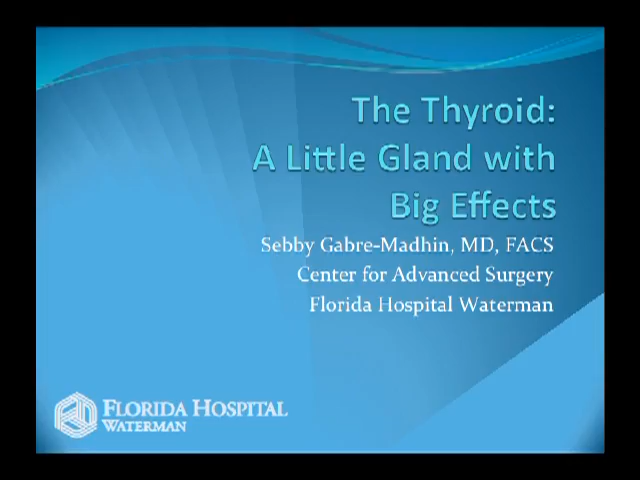 The Thyroid:
A Little Gland with
Big Effects
Sebby Gabre-Madhin, MD, FACS
Center for Advanced Surgery
Florida Hospital Waterman
FLORIDA HOSPITAL
WATERMAN